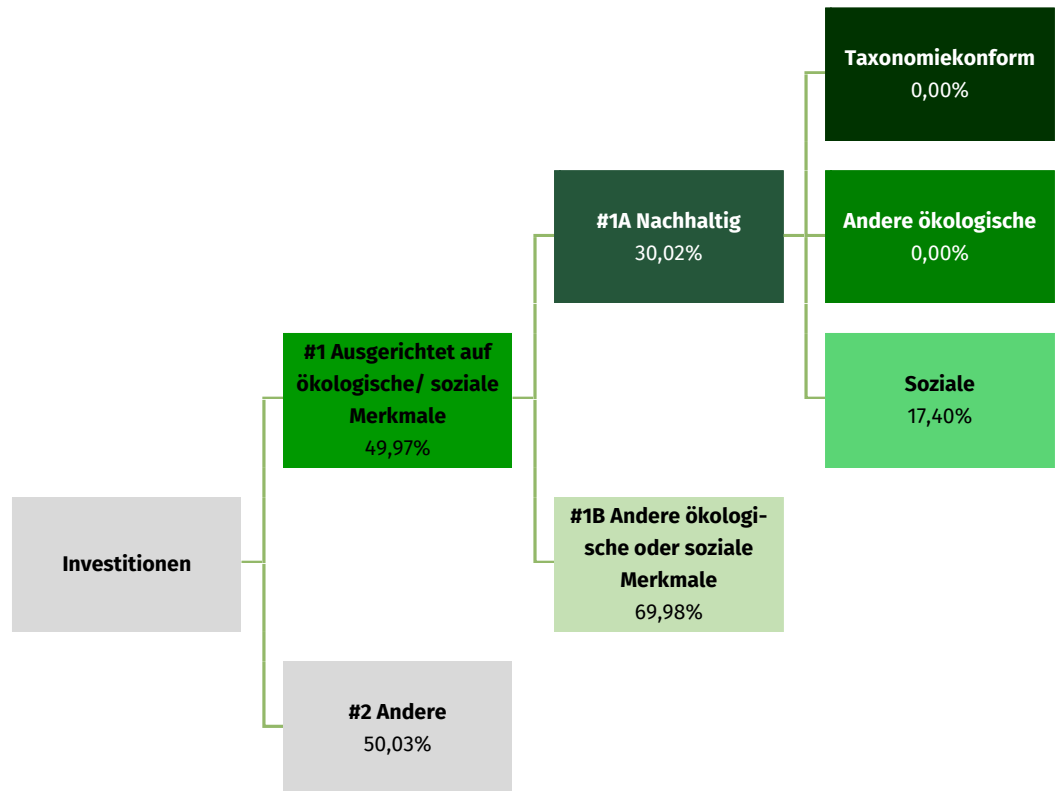 Taxonomiekonform
0,00%
#1A Nachhaltig
30,02%
Andere ökologische
0,00%
#1 Ausgerichtet auf
ökologische/ soziale
Merkmale
49,97%
Soziale
17,40%
Investitionen
#1B Andere ökologi-
sche oder soziale
Merkmale
69,98%
#2 Andere
50,03%